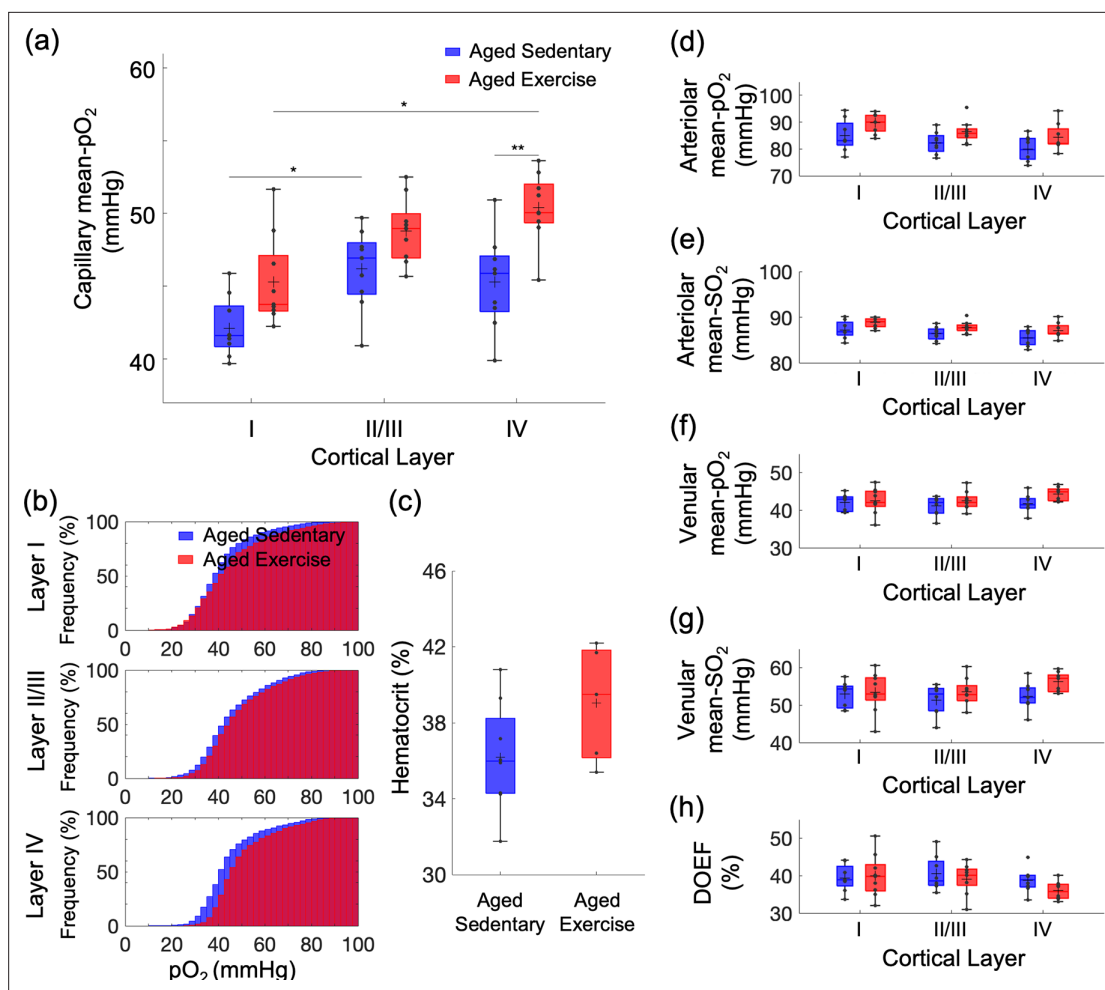 (a)
Aged Sedentary
Aged Exercise
60
50
40
Capillary mean-pO₂
(mmHg)
*
*
**
I
II/III
IV
Cortical Layer
(b)
Layer I
Frequency (%)
100
50
0
Aged Sedentary
Aged Exercise
0 20 40 60 80 100
Layer II/III
Frequency (%)
100
50
0
0 20 40 60 80 100
Layer IV
Frequency (%)
100
50
0
0 20 40 60 80 100
pO₂ (mmHg)
(c)
Hematocrit (%)
46
42
38
34
30
Aged
Sedentary
Aged
Exercise
(d)
Arteriolar
mean-pO₂
(mmHg)
100
90
80
70
I II/III IV
Cortical Layer
(e)
Arteriolar
mean-SO₂
(mmHg)
100
90
80
I II/III IV
Cortical Layer
(f)
Venular
mean-pO₂
(mmHg)
50
40
30
I II/III IV
Cortical Layer
(g)
Venular
mean-SO₂
(mmHg)
60
50
40
I II/III IV
Cortical Layer
(h)
DOEF
(%)
50
40
30
I II/III IV
Cortical Layer